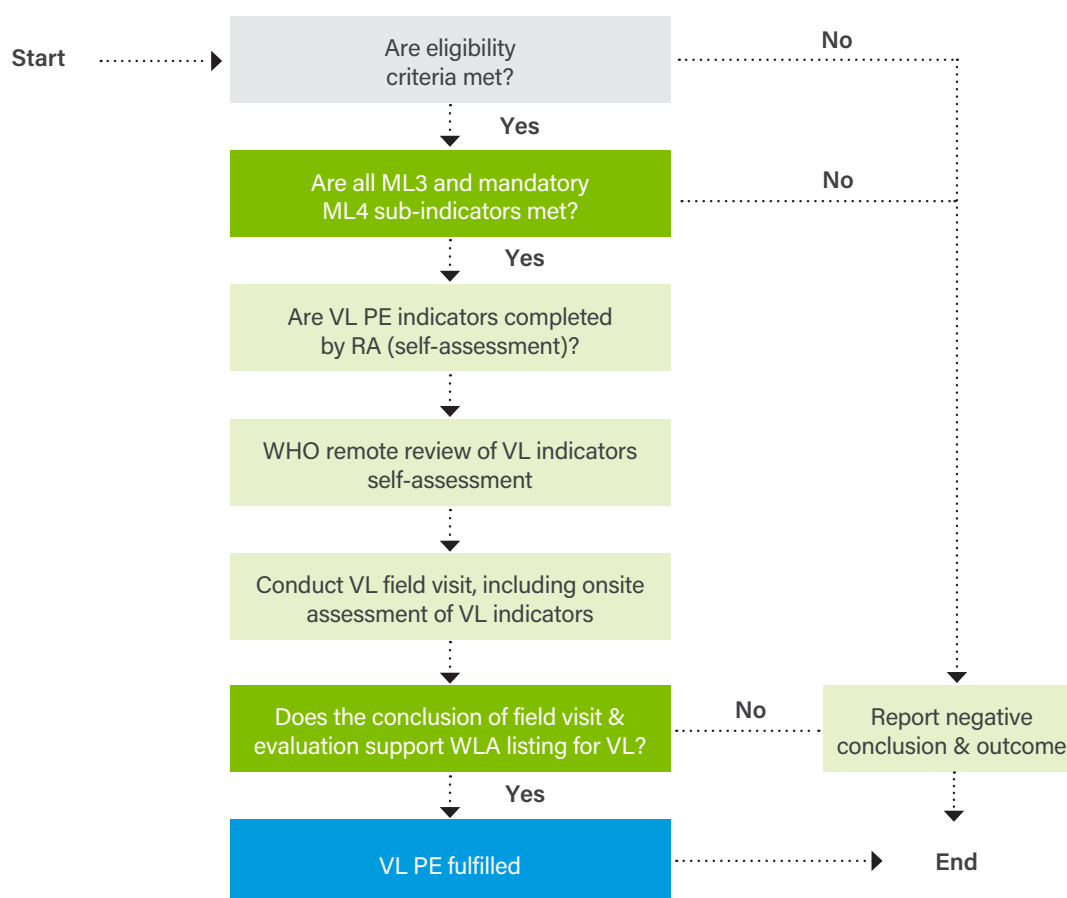 Start
Are eligibility
criteria met?
No
Yes
Are all ML3 and mandatory
ML4 sub-indicators met?
No
Yes
Are VL PE indicators completed
by RA (self-assessment)?
WHO remote review of VL indicators
self-assessment
Conduct VL field visit, including onsite
assessment of VL indicators
Does the conclusion of field visit &
evaluation support WLA listing for VL?
No
Report negative
conclusion & outcome
Yes
VL PE fulfilled
End